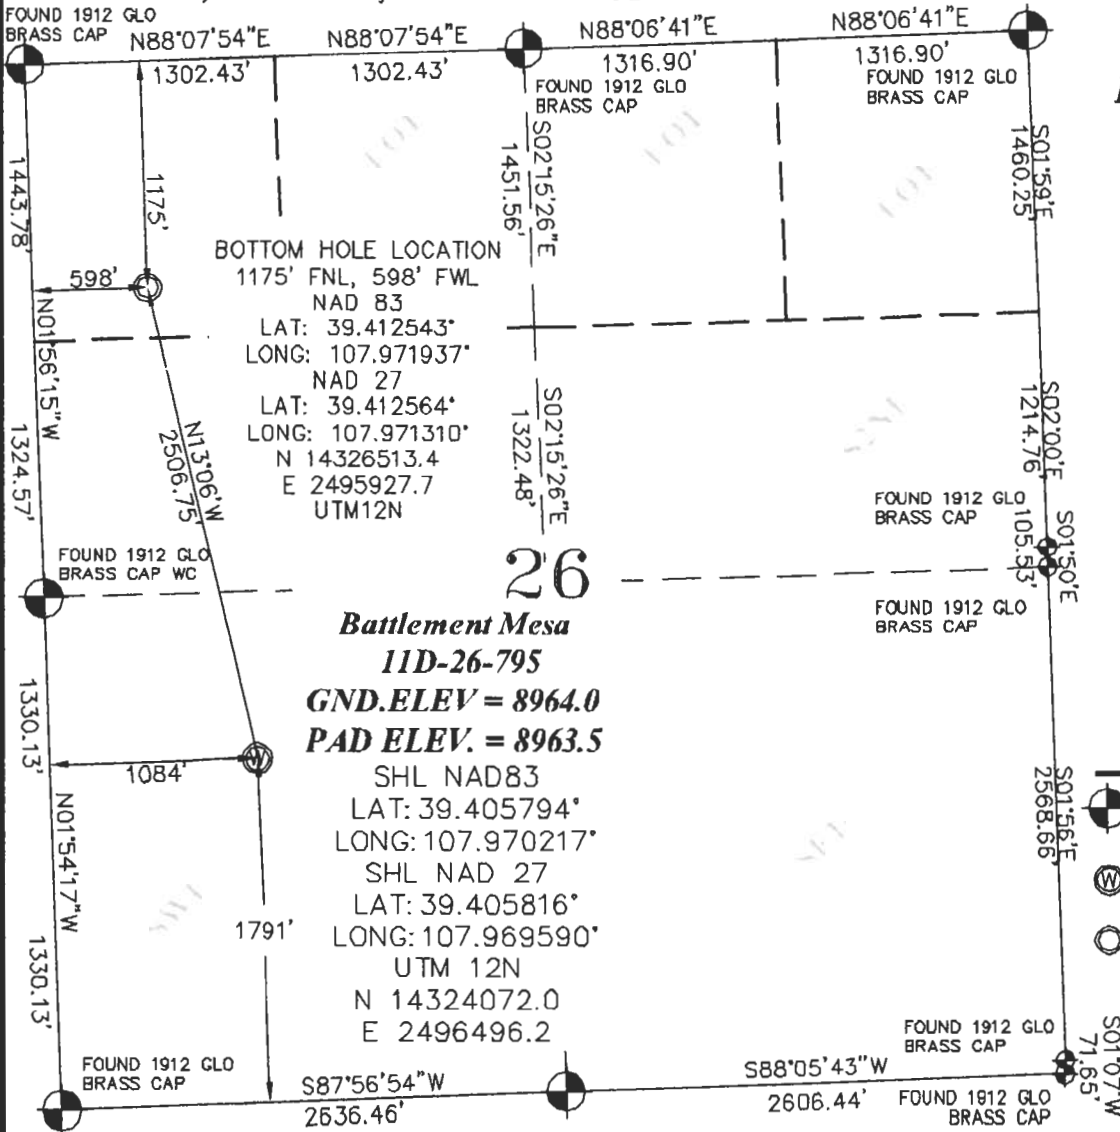 FOUND 1912 GLO
BRASS CAP
N88°07'54"E
1302.43'
N88°07'54"E
1302.43'
N88°06'41"E
1316.90'
N88°06'41"E
1316.90'
FOUND 1912 GLO
BRASS CAP
FOUND 1912 GLO
BRASS CAP
1443.78'
1175'
S02°15'26"E
1451.56'
S01°59'E
1460.25'
598'
BOTTOM HOLE LOCATION
1175' FNL, 598' FWL
NAD 83
LAT: 39.412543°
LONG: 107.971937°
NAD 27
LAT: 39.412564°
LONG: 107.971310°
N 14326513.4
E 2495927.7
UTM12N
N01°56'15"W
1324.57'
N13°06'W
2506.75'
S02°15'26"E
1322.48'
S02°00'E
1214.76'
FOUND 1912 GLO
BRASS CAP
S01°50'E
105.53'
FOUND 1912 GLO
BRASS CAP
FOUND 1912 GLO
BRASS CAP WC
26
Battlement Mesa
11D-26-795
GND.ELEV = 8964.0
PAD ELEV. = 8963.5
SHL NAD83
LAT: 39.405794°
LONG: 107.970217°
SHL NAD 27
LAT: 39.405816°
LONG: 107.969590°
UTM 12N
N 14324072.0
E 2496496.2
1330.13'
1084'
W
N01°54'17"W
1330.13'
1791'
S01°56'E
2568.66'
W
FOUND 1912 GLO
BRASS CAP
S87°56'54"W
2636.46'
S88°05'43"W
2606.44'
FOUND 1912 GLO
BRASS CAP
FOUND 1912 GLO
BRASS CAP
S01°07'W
71.65'